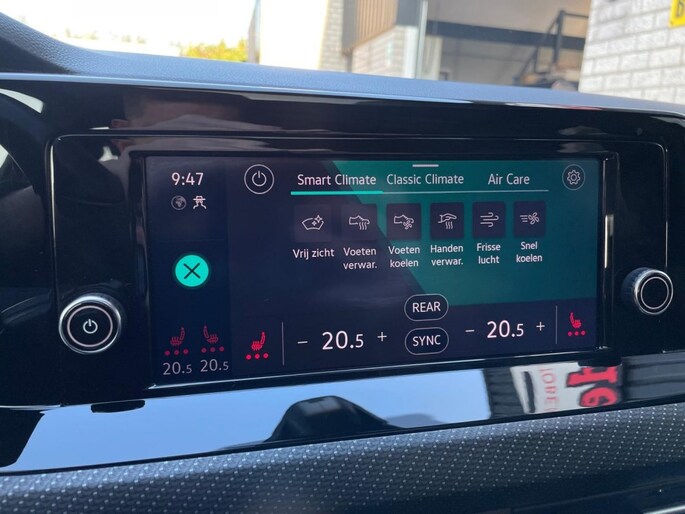 9:47
Smart Climate Classic Climate Air Care
Vrij zicht
Voeten
verwar.
Voeten
koelen
Handen
verwar.
Frisse
lucht
Snel
koelen
REAR
− 20.5 +
SYNC
− 20.5 +
20.5 20.5